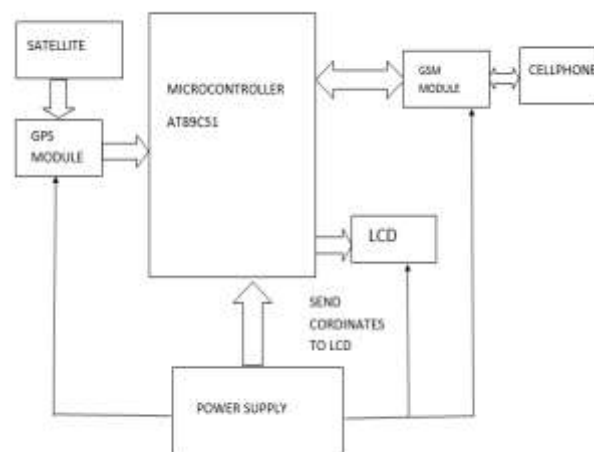 SATELLITE
GPS
MODULE
MICROCONTROLLER
AT89C51
GSM
MODULE
CELLPHONE
LCD
SEND
CORDINATES
TO LCD
POWER SUPPLY